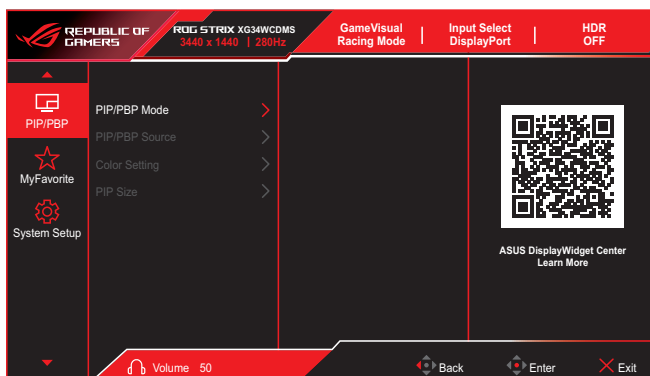 REPUBLIC OF
GAMERS
ROG STRIX XG34WCDMS
3440 x 1440 | 280Hz
GameVisual
Racing Mode
Input Select
DisplayPort
HDR
OFF
PIP/PBP
MyFavorite
System Setup
PIP/PBP Mode
PIP/PBP Source
Color Setting
PIP Size
ASUS DisplayWidget Center
Learn More
Volume 50
Back
Enter
Exit